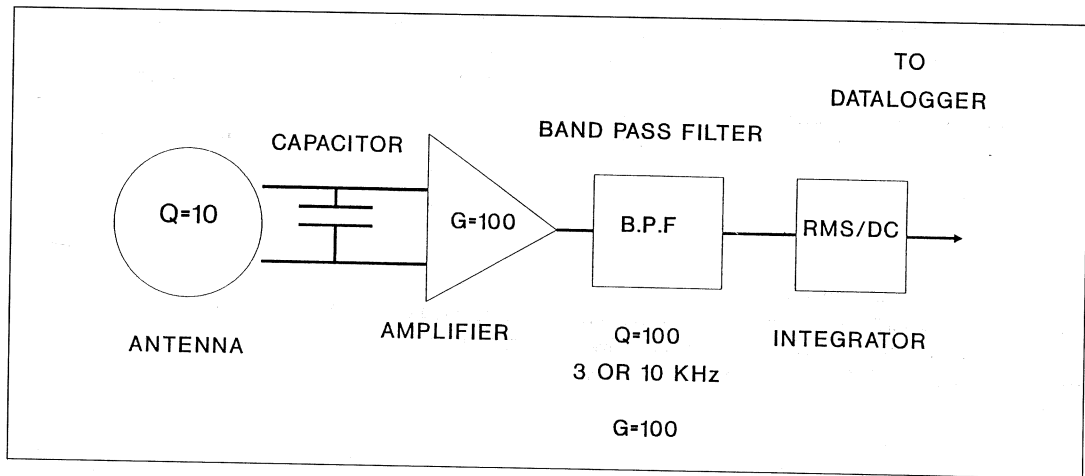 TO
DATALOGGER
BAND PASS FILTER
CAPACITOR
Q=10
G=100
B.P.F
RMS/DC
ANTENNA
AMPLIFIER
Q=100
3 OR 10 KHz
G=100
INTEGRATOR